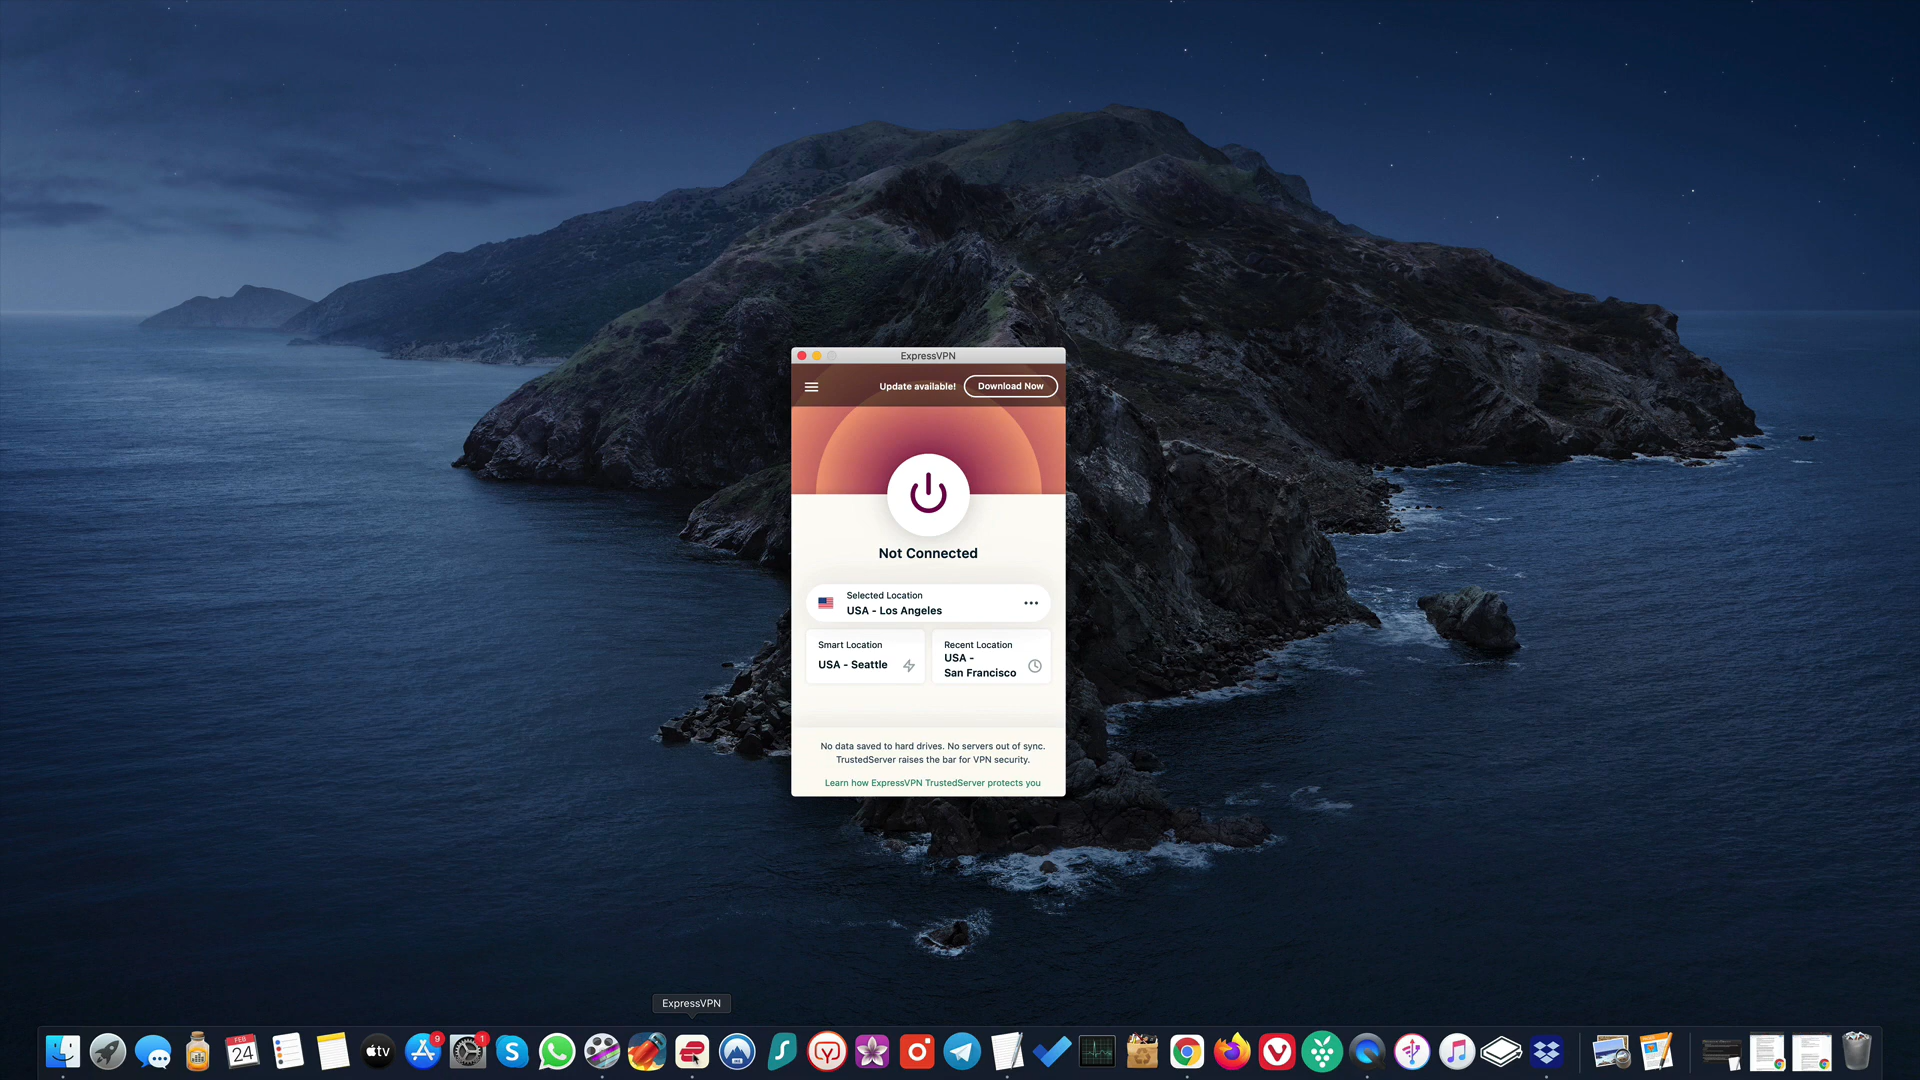 ExpressVPN
Update available!
Download Now
Not Connected
Selected Location
USA - Los Angeles
Smart Location
USA - Seattle
Recent Location
USA -
San Francisco
No data saved to hard drives. No servers out of sync.
TrustedServer raises the bar for VPN security.
Learn how ExpressVPN TrustedServer protects you
ExpressVPN
FEB
24
tv
9
1